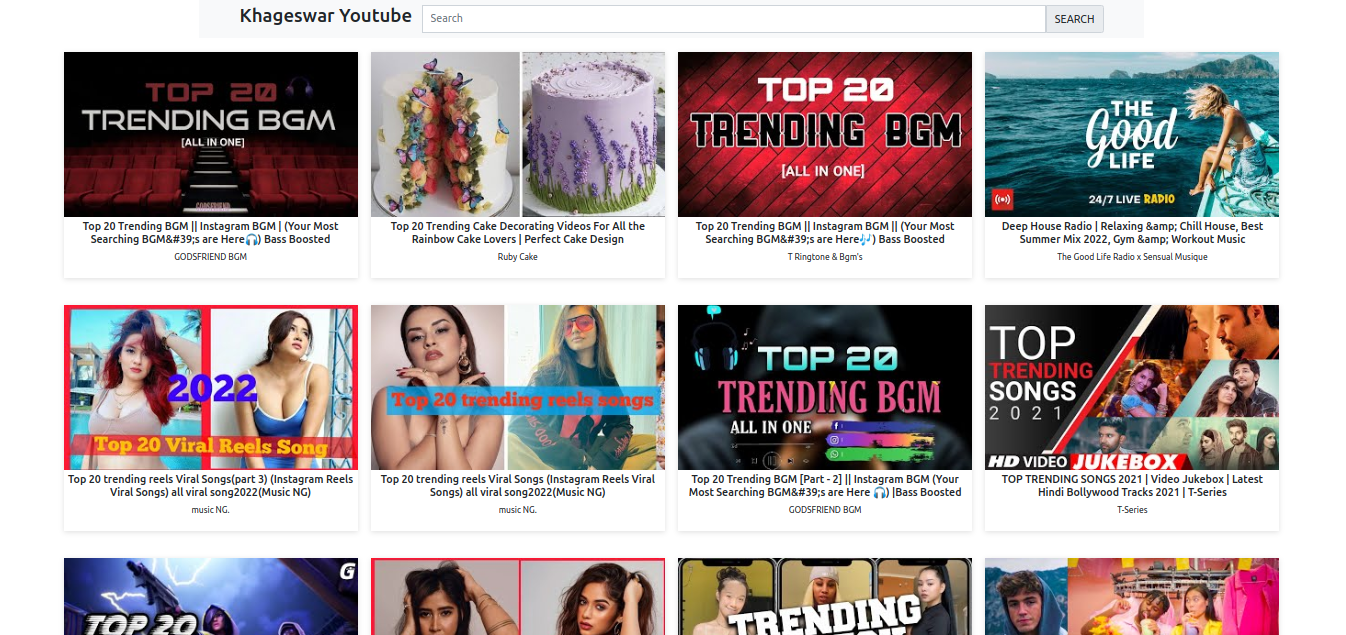 Khageswar Youtube
Search
SEARCH
TOP 20
TRENDING BGM
[ALL IN ONE]
GODSFRIEND
Top 20 Trending BGM || Instagram BGM | (Your Most
Searching BGM&#39;s are Here🎧) Bass Boosted
GODSFRIEND BGM
Top 20 Trending Cake Decorating Videos For All the
Rainbow Cake Lovers | Perfect Cake Design
Ruby Cake
TOP 20
TRENDING BGM
[ALL IN ONE]
Top 20 Trending BGM || Instagram BGM || (Your Most
Searching BGM&#39;s are Here🎶) Bass Boosted
T Ringtone & Bgm's
THE
Good
LIFE
24/7 LIVE RADIO
Deep House Radio | Relaxing &amp; Chill House, Best
Summer Mix 2022, Gym &amp; Workout Music
The Good Life Radio x Sensual Musique
2022
Top 20 Viral Reels Song
Top 20 trending reels Viral Songs(part 3) (Instagram Reels
Viral Songs) all viral song2022(Music NG)
music NG.
Top 20 trending reels songs
Top 20 trending reels Viral Songs (Instagram Reels Viral
Songs) all viral song2022(Music NG)
music NG.
TOP 20
TRENDING BGM
ALL IN ONE
Top 20 Trending BGM [Part - 2] || Instagram BGM (Your
Most Searching BGM&#39;s are Here 🎧) |Bass Boosted
GODSFRIEND BGM
TOP
TRENDING
SONGS
2021
HD VIDEO JUKEBOX
TOP TRENDING SONGS 2021 | Video Jukebox | Latest
Hindi Bollywood Tracks 2021 | T-Series
T-Series
G
TOP 20
TRENDING